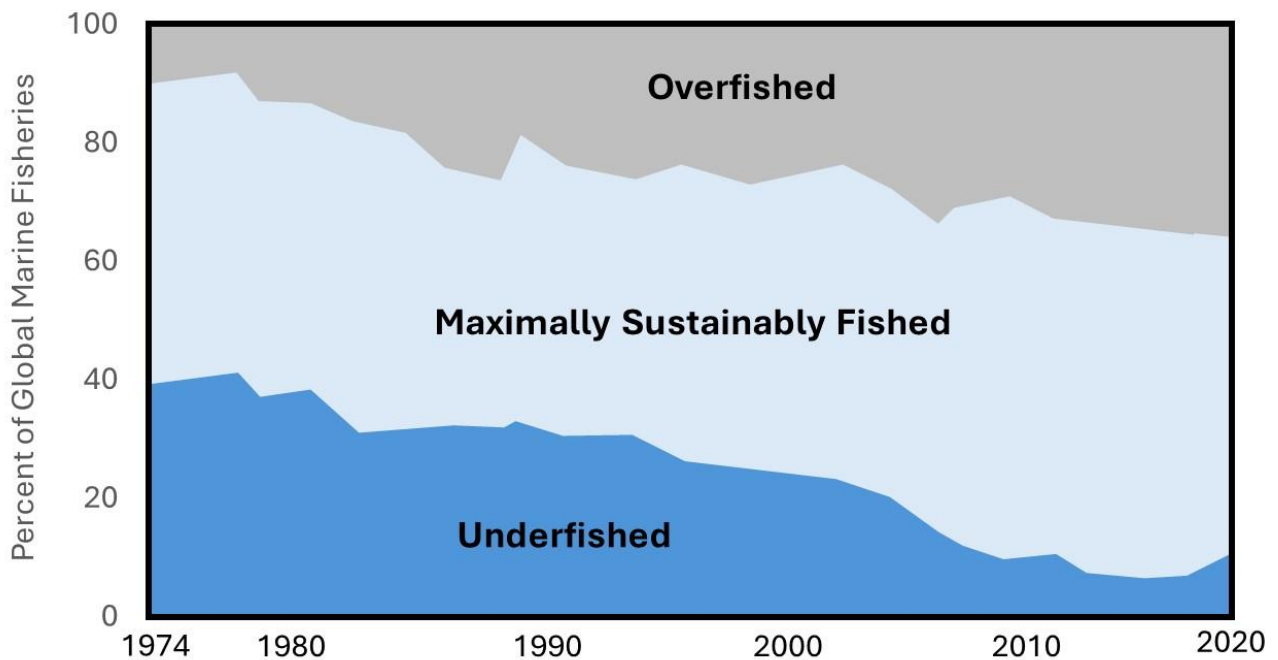 Percent of Global Marine Fisheries
100
80
60
40
20
0
Overfished
Maximally Sustainably Fished
Underfished
1974 1980 1990 2000 2010 2020